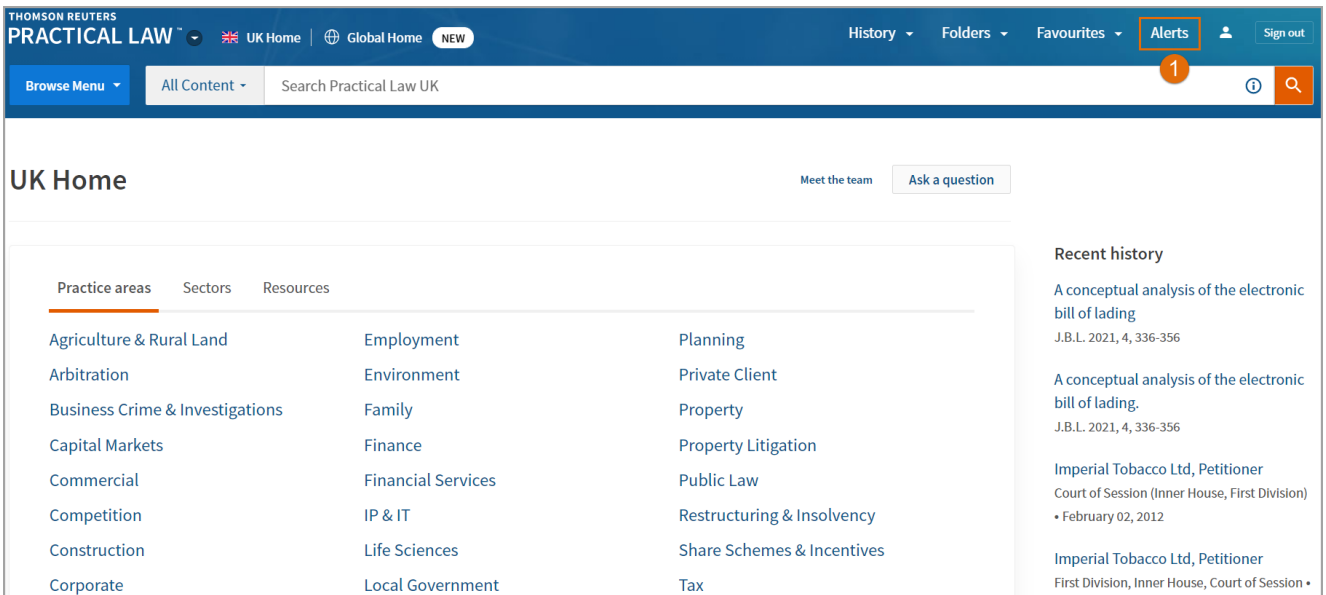 THOMSON REUTERS
PRACTICAL LAW™
UK Home
Global Home NEW
History
Folders
Favourites
Alerts
Sign out
1
Browse Menu
All Content
Search Practical Law UK
UK Home
Meet the team
Ask a question
Practice areas
Sectors
Resources
Agriculture & Rural Land
Arbitration
Business Crime & Investigations
Capital Markets
Commercial
Competition
Construction
Corporate
Employment
Environment
Family
Finance
Financial Services
IP & IT
Life Sciences
Local Government
Planning
Private Client
Property
Property Litigation
Public Law
Restructuring & Insolvency
Share Schemes & Incentives
Tax
Recent history
A conceptual analysis of the electronic
bill of lading
J.B.L. 2021, 4, 336-356
A conceptual analysis of the electronic
bill of lading.
J.B.L. 2021, 4, 336-356
Imperial Tobacco Ltd, Petitioner
Court of Session (Inner House, First Division)
• February 02, 2012
Imperial Tobacco Ltd, Petitioner
First Division, Inner House, Court of Session •